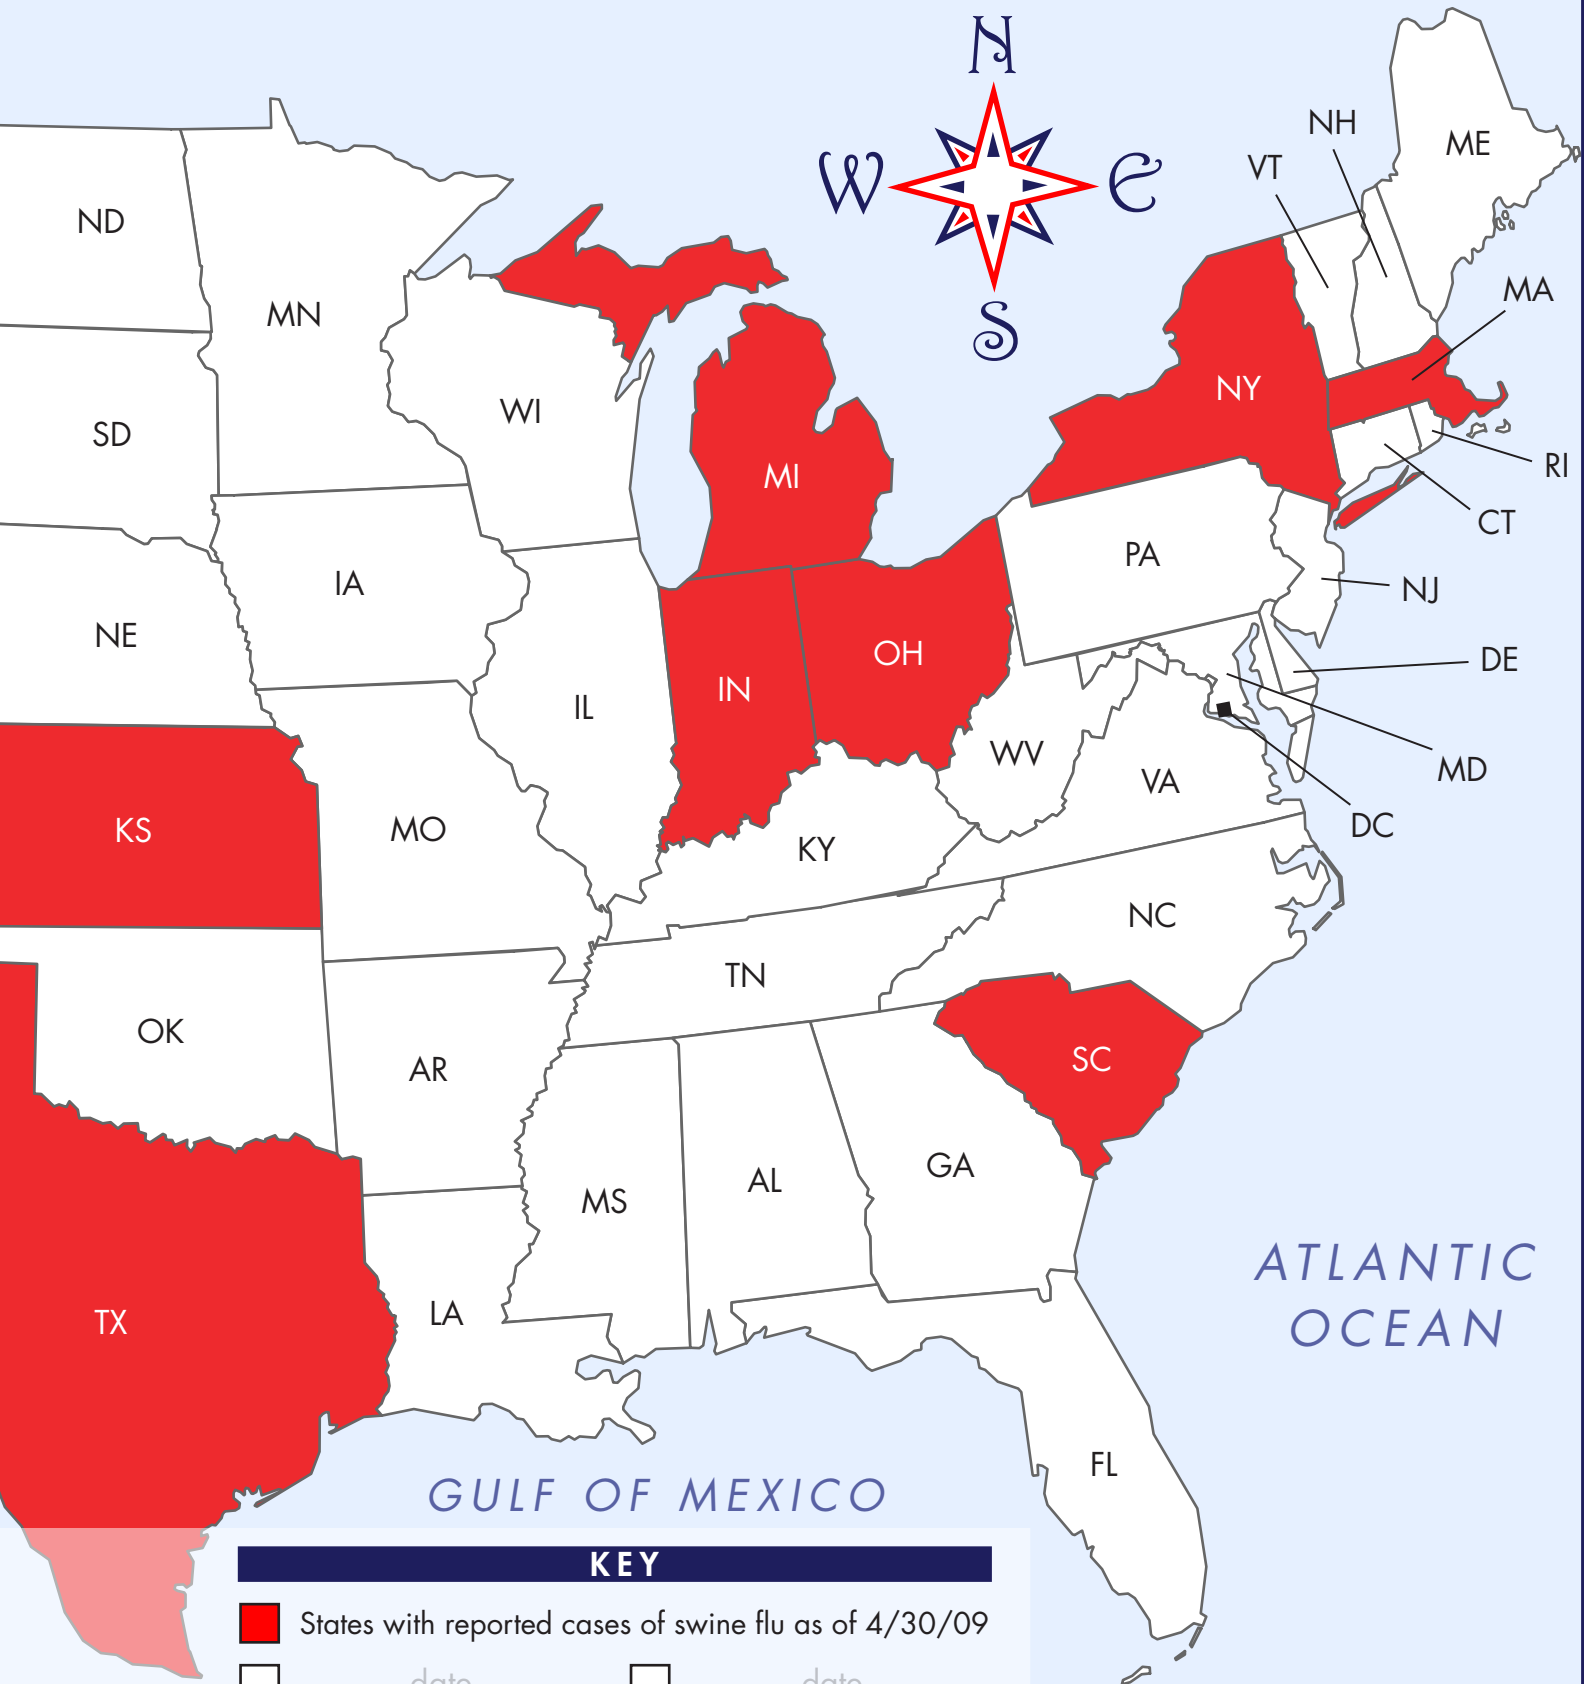 N
NH
ME
VT
W
E
ND
MA
MN
S
NY
WI
SD
RI
MI
CT
PA
IA
NJ
NE
OH
DE
IN
IL
WV
MD
VA
DC
KS
MO
KY
NC
TN
OK
SC
AR
GA
AL
MS
ATLANTIC
OCEAN
LA
TX
FL
GULF OF MEXICO
KEY
States with reported cases of swine flu as of 4/30/09
date date